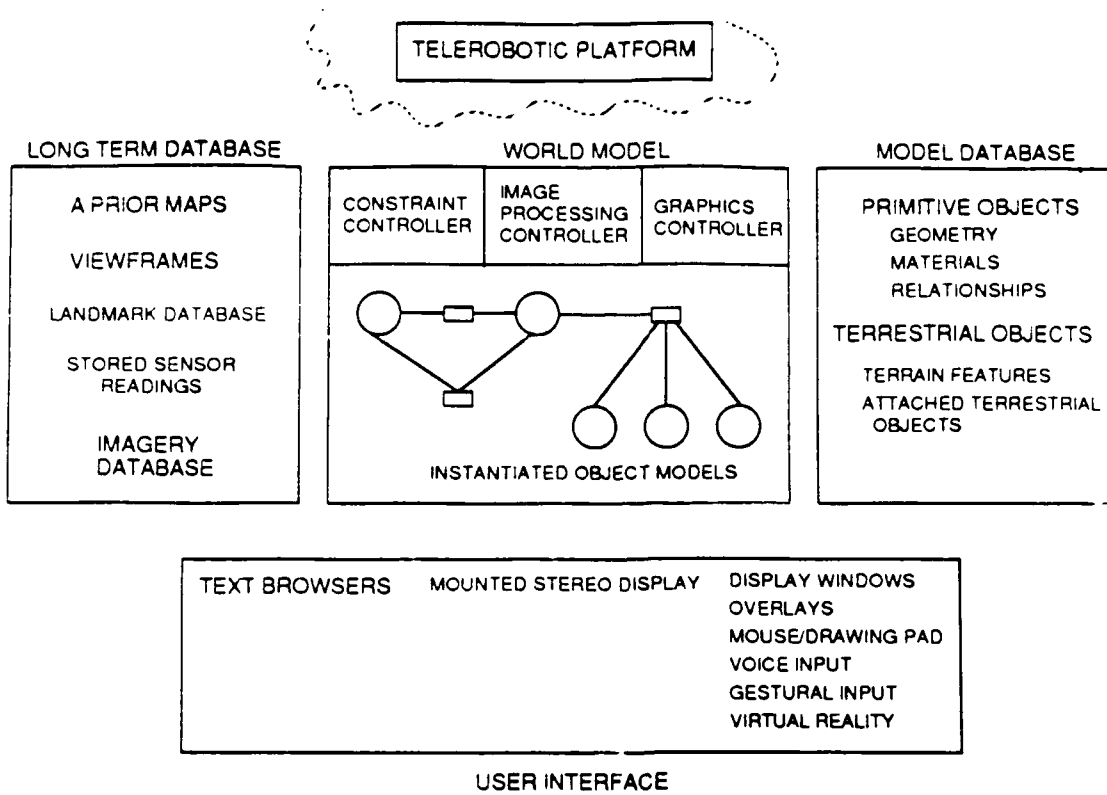 TELEROBOTIC PLATFORM
LONG TERM DATABASE
A PRIOR MAPS
VIEWFRAMES
LANDMARK DATABASE
STORED SENSOR
READINGS
IMAGERY
DATABASE
WORLD MODEL
CONSTRAINT
CONTROLLER
IMAGE
PROCESSING
CONTROLLER
GRAPHICS
CONTROLLER
INSTANTIATED OBJECT MODELS
MODEL DATABASE
PRIMITIVE OBJECTS
GEOMETRY
MATERIALS
RELATIONSHIPS
TERRESTRIAL OBJECTS
TERRAIN FEATURES
ATTACHED TERRESTRIAL
OBJECTS
TEXT BROWSERS
MOUNTED STEREO DISPLAY
DISPLAY WINDOWS
OVERLAYS
MOUSE/DRAWING PAD
VOICE INPUT
GESTURAL INPUT
VIRTUAL REALITY
USER INTERFACE